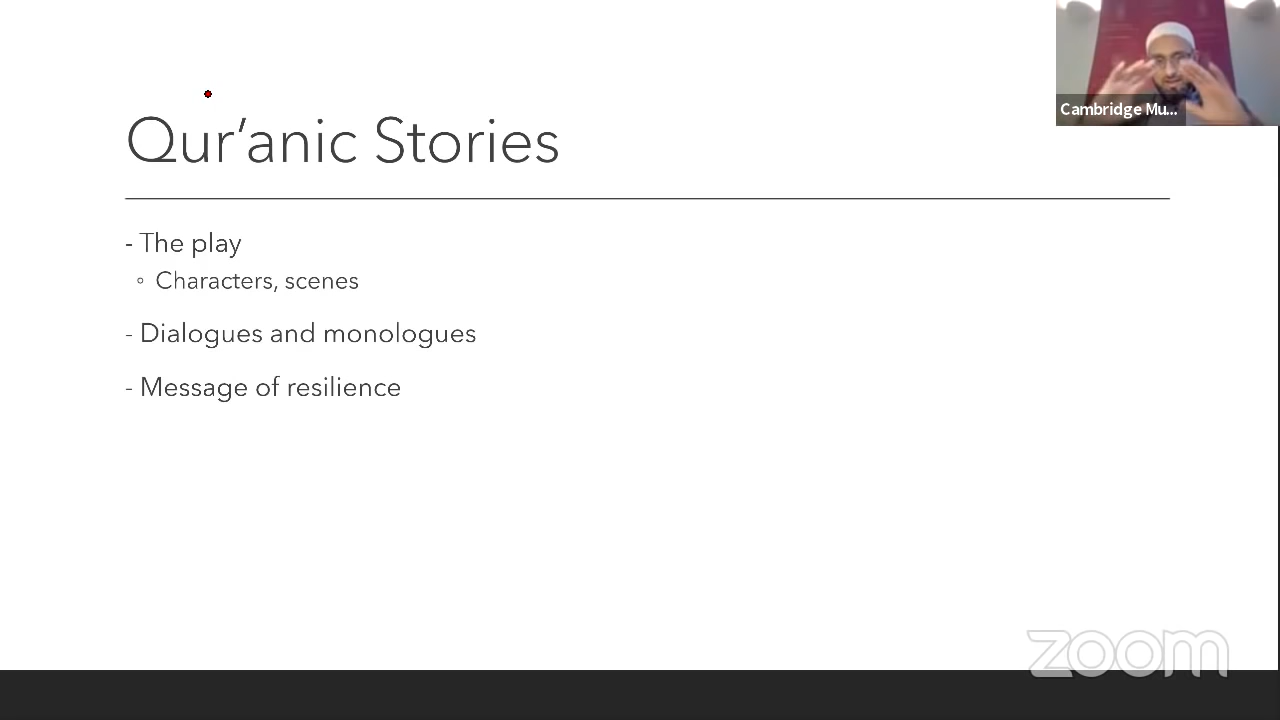 Cambridge Mu...
Qur’anic Stories
- The play
◦ Characters, scenes
- Dialogues and monologues
- Message of resilience
zoom